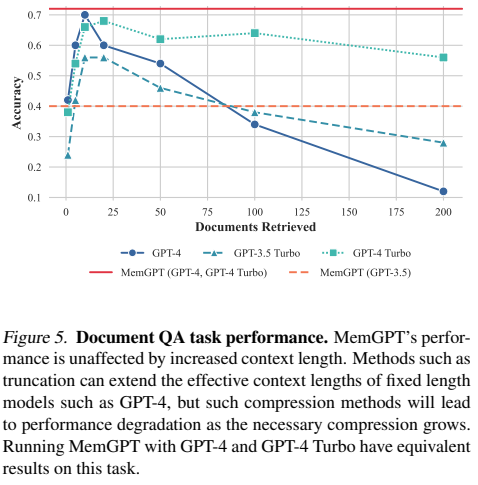 0.7
0.6
0.5
0.4
0.3
0.2
0.1
Accuracy
0 25 50 75 100 125 150 175 200
Documents Retrieved
GPT-4 GPT-3.5 Turbo GPT-4 Turbo
MemGPT (GPT-4, GPT-4 Turbo) MemGPT (GPT-3.5)
Figure 5. Document QA task performance. MemGPT's perfor-
mance is unaffected by increased context length. Methods such as
truncation can extend the effective context lengths of fixed length
models such as GPT-4, but such compression methods will lead
to performance degradation as the necessary compression grows.
Running MemGPT with GPT-4 and GPT-4 Turbo have equivalent
results on this task.